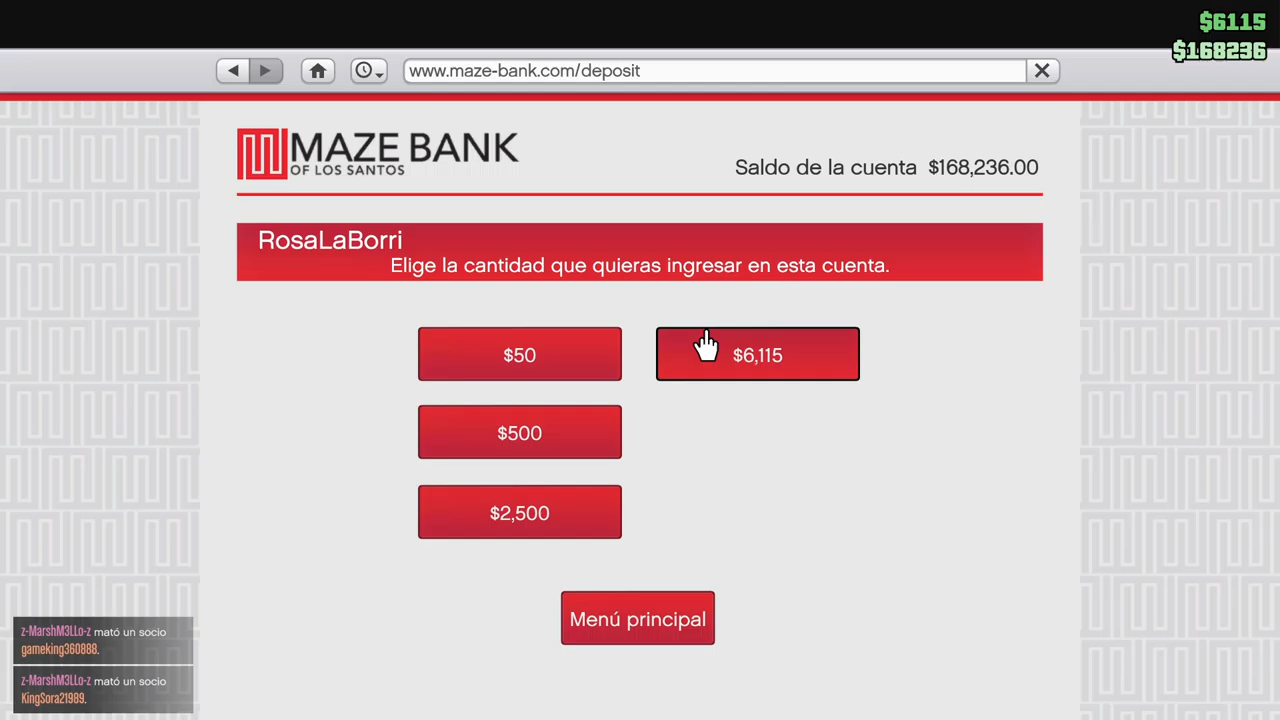 $6115
$168236
www.maze-bank.com/deposit
MAZE BANK
OF LOS SANTOS
Saldo de la cuenta $168,236.00
RosaLaBorri
Elige la cantidad que quieras ingresar en esta cuenta.
$50
$6,115
$500
$2,500
Menú principal
z-MarshM3LLo-z mató un socio
gameking360888.
z-MarshM3LLo-z mató un socio
KingSora21989.